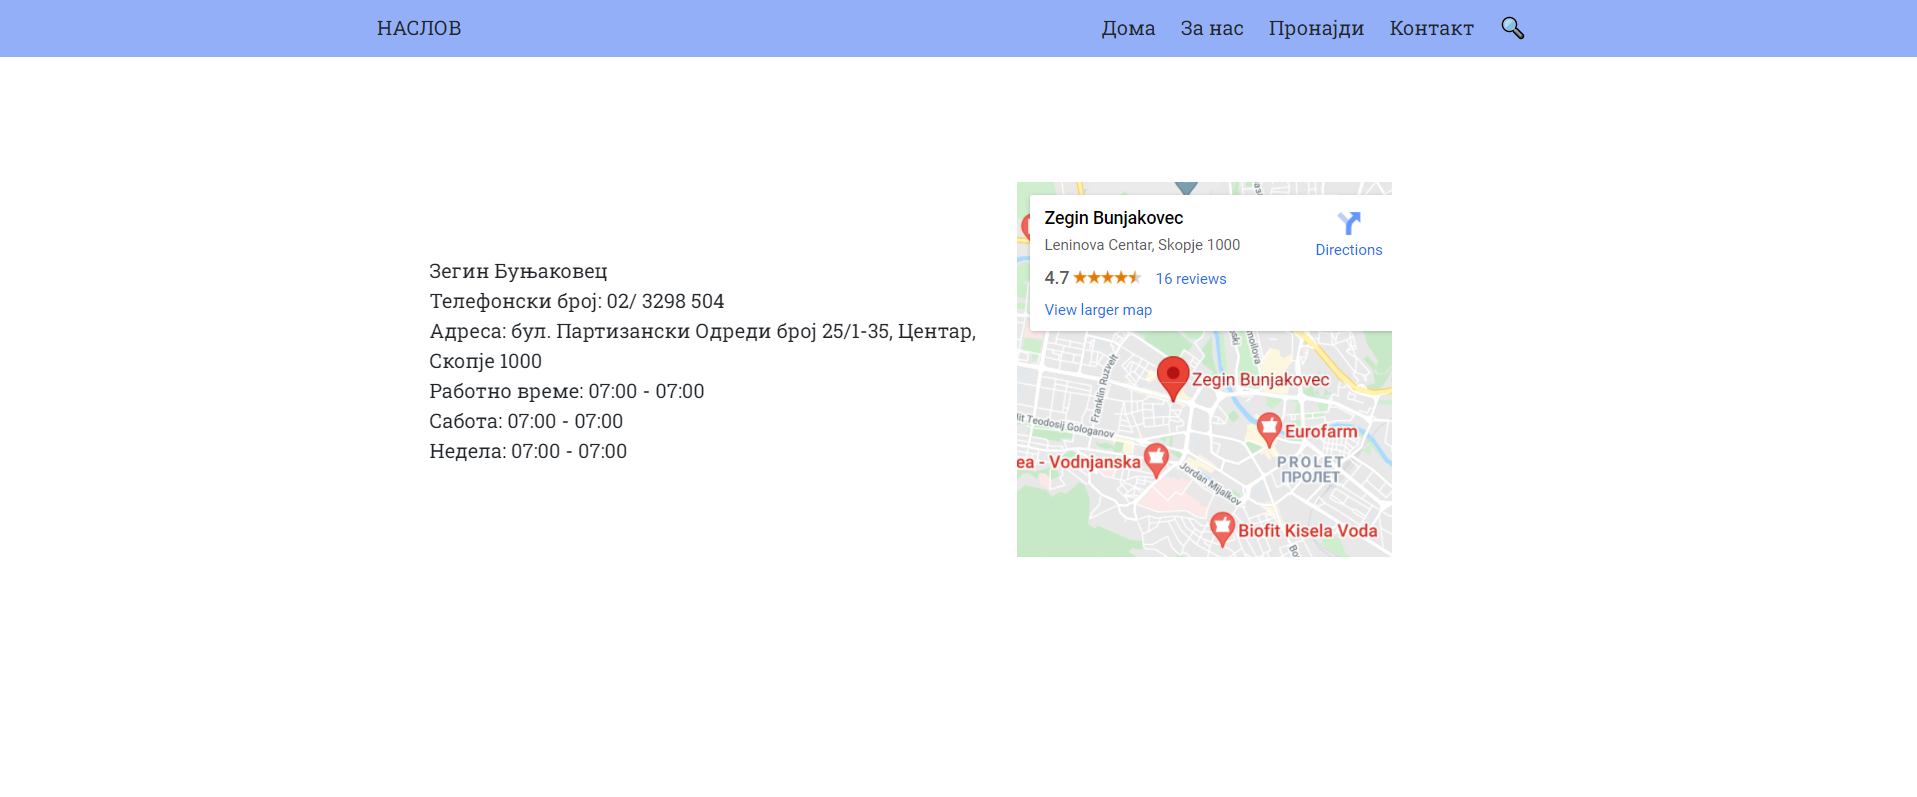 НАСЛОВ
Дома За нас Пронајди Контакт
Зегин Буњаковец
Телефонски број: 02/ 3298 504
Адреса: бул. Партизански Одреди број 25/1-35, Центар,
Скопје 1000
Работно време: 07:00 - 07:00
Сабота: 07:00 - 07:00
Недела: 07:00 - 07:00
Zegin Bunjakovec
Leninova Centar, Skopje 1000
Directions
4.7 16 reviews
View larger map
Franklin Ruzvelt
Zegin Bunjakovec
Teodosij Gologanov
Eurofarm
ea - Vodnjanska
PROLET
ПРОЛЕТ
Jordan Mijalkov
Biofit Kisela Voda